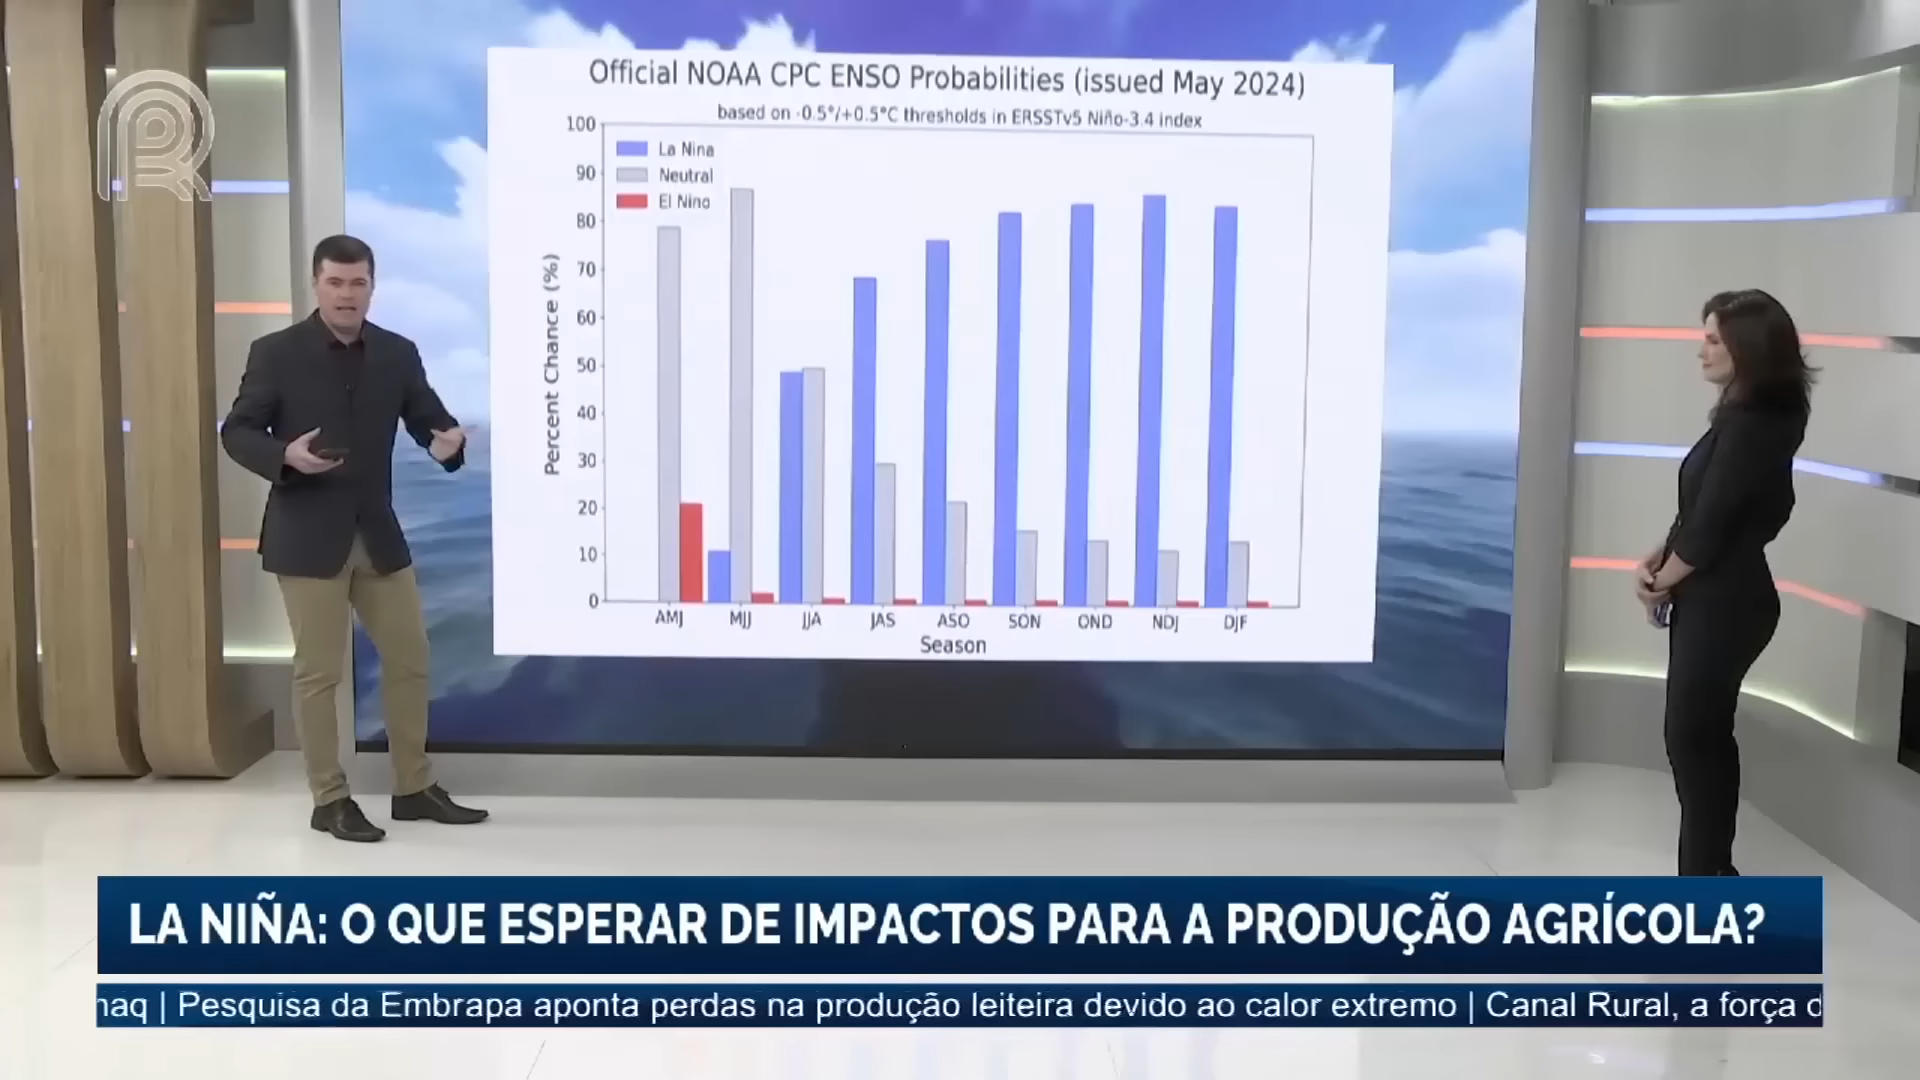 Official NOAA CPC ENSO Probabilities (issued May 2024)
based on -0.5°/+0.5°C thresholds in ERSSTv5 Niño-3.4 index
La Nina
Neutral
El Nino
Percent Chance (%)
100
90
80
70
60
50
40
30
20
10
0
AMJ MJJ JJA JAS ASO SON OND NDJ DJF
Season
LA NIÑA: O QUE ESPERAR DE IMPACTOS PARA A PRODUÇÃO AGRÍCOLA?
naq | Pesquisa da Embrapa aponta perdas na produção leiteira devido ao calor extremo | Canal Rural, a força